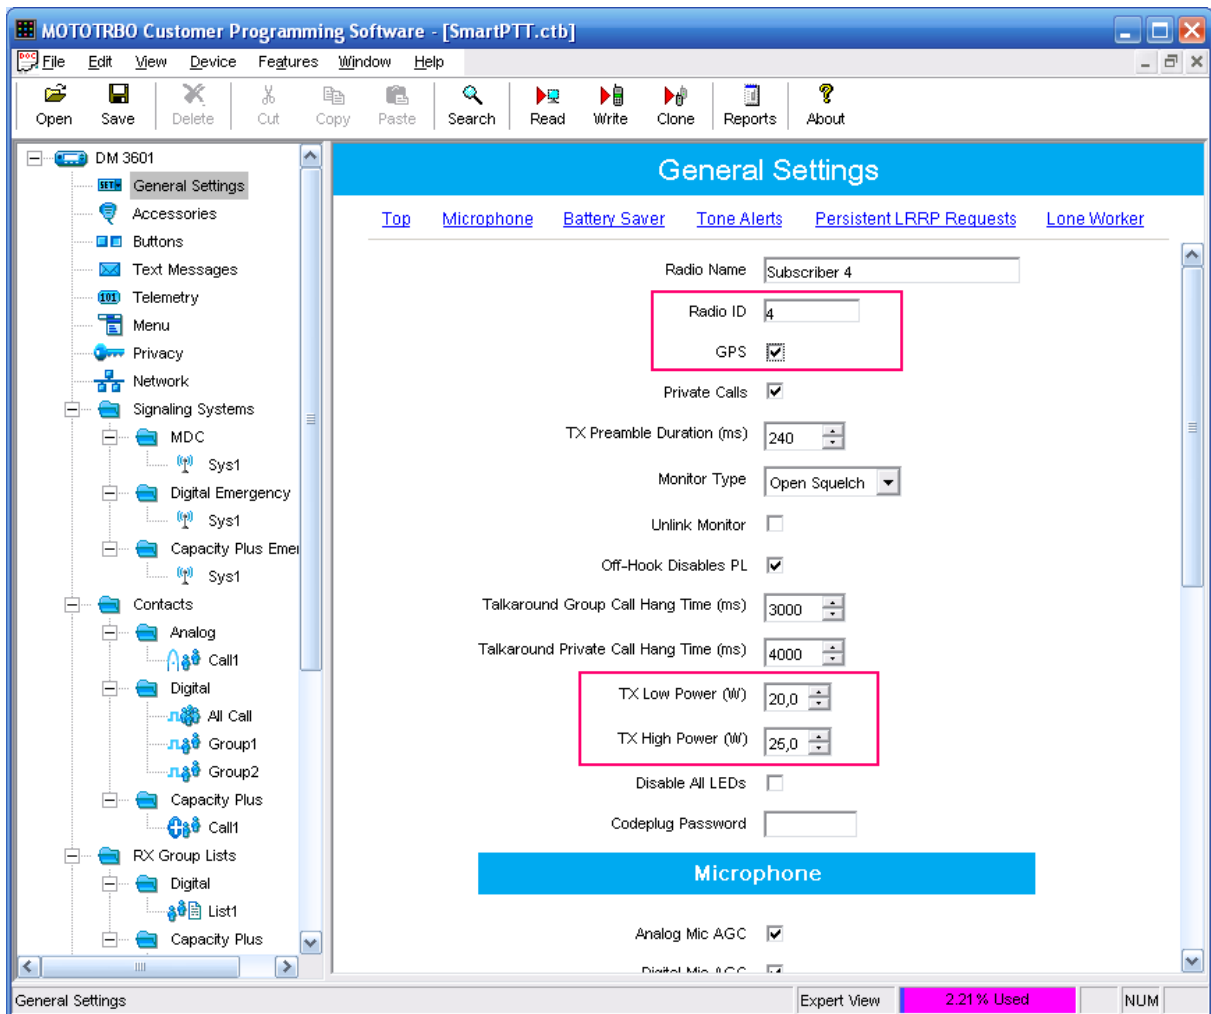 MOTOTRBO Customer Programming Software - [SmartPTT.ctb]
File Edit View Device Features Window Help
Open Save Delete Cut Copy Paste Search Read Write Clone Reports About
DM 3601
General Settings
Accessories
Buttons
Text Messages
Telemetry
Menu
Privacy
Network
Signaling Systems
MDC
Sys1
Digital Emergency
Sys1
Capacity Plus Emer
Sys1
Contacts
Analog
Call1
Digital
All Call
Group1
Group2
Capacity Plus
Call1
RX Group Lists
Digital
List1
Capacity Plus
General Settings
Top Microphone Battery Saver Tone Alerts Persistent LRRP Requests Lone Worker
Radio Name Subscriber 4
Radio ID 4
GPS
Private Calls
TX Preamble Duration (ms) 240
Monitor Type Open Squelch
Unlink Monitor
Off-Hook Disables PL
Talkaround Group Call Hang Time (ms) 3000
Talkaround Private Call Hang Time (ms) 4000
TX Low Power (W) 20,0
TX High Power (W) 25,0
Disable All LEDs
Codeplug Password
Microphone
Analog Mic AGC
Digital Mic AGC
General Settings Expert View 2.21% Used NUM